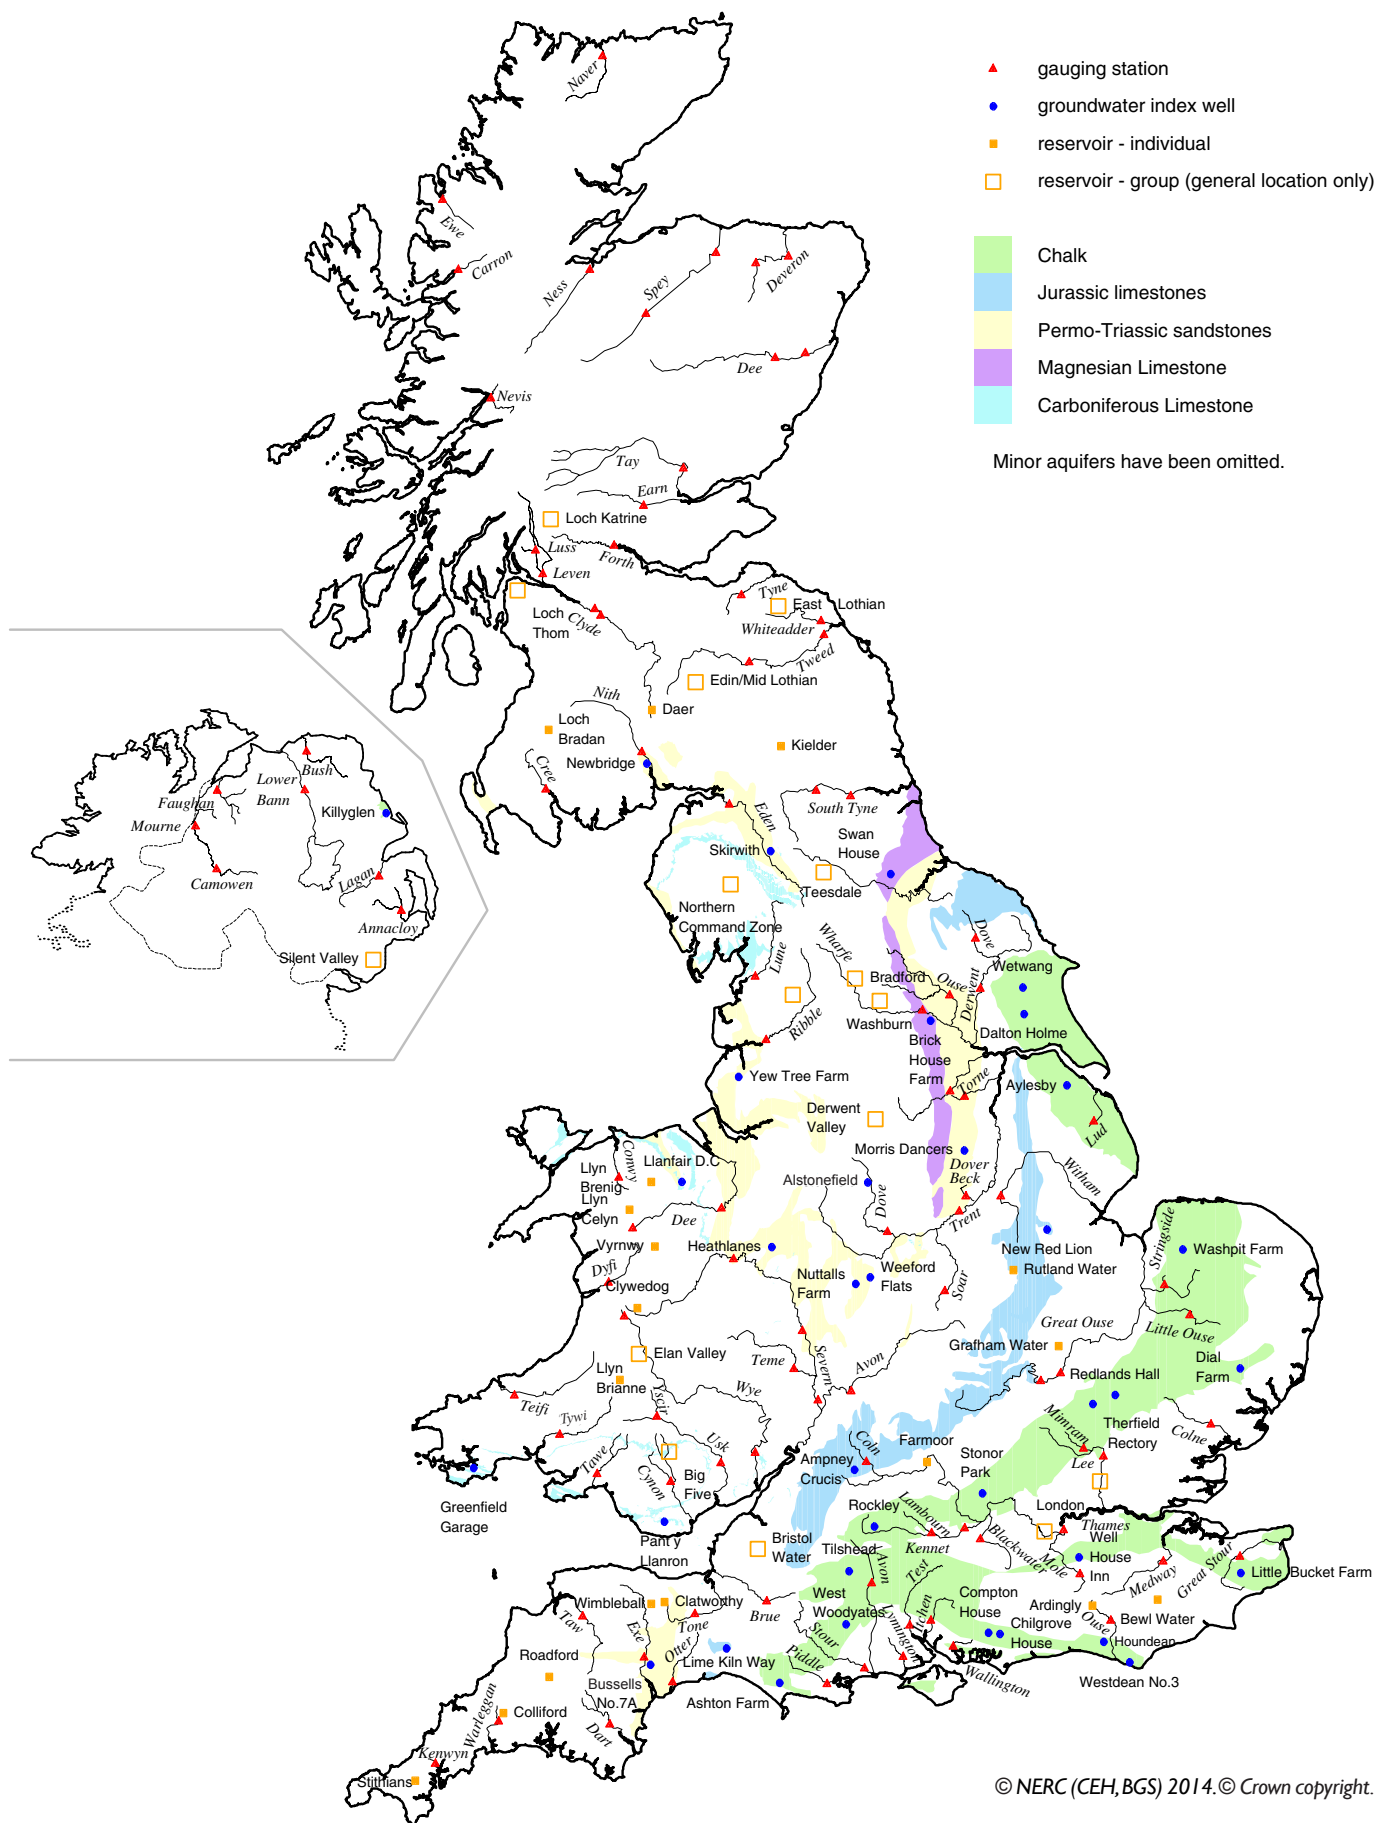 gauging station
groundwater index well
reservoir - individual
reservoir - group (general location only)
Chalk
Jurassic limestones
Permo-Triassic sandstones
Magnesian Limestone
Carboniferous Limestone
Minor aquifers have been omitted.
Naver
Ewe
Carron
Ness
Spey
Deveron
Dee
Nevis
Tay
Earn
Loch Katrine
Luss
Forth
Leven
Loch
Thom
Clyde
Tyne
East Lothian
Whiteadder
Tweed
Edin/Mid Lothian
Nith
Daer
Loch
Bradan
Kielder
Newbridge
Cree
Bush
Lower
Bann
Faughan
Killyglen
Mourne
Camowen
Lagan
Annacloy
Silent Valley
South Tyne
Eden
Swan
House
Skirwith
Teesdale
Northern
Command Zone
Lune
Wharfe
Dove
Wetwang
Bradford
Ouse
Derwent
Washburn
Ribble
Dalton Holme
Brick
House
Farm
Torne
Yew Tree Farm
Aylesby
Derwent
Valley
Lud
Morris Dancers
Dover
Beck
Witham
Conwy
Llanfair D.C
Llyn
Brenig
Llyn
Celyn
Alstonefield
Dove
Dee
Trent
Vyrnwy
Heathlanes
New Red Lion
Rutland Water
Stringside
Washpit Farm
Dyfi
Clywedog
Nuttalls
Farm
Weeford
Flats
Soar
Great Ouse
Little Ouse
Grafham Water
Elan Valley
Teme
Severn
Avon
Dial
Farm
Redlands Hall
Llyn
Brianne
Wye
Yscir
Teifi
Tywi
Mimram
Therfield
Rectory
Colne
Lee
Usk
Tawe
Cynon
Big
Five
Coln
Farmoor
Ampney
Crucis
Stonor
Park
Greenfield
Garage
Pant y
Llanron
Rockley
Lambourn
Kennet
London
Thames
Blackwater
Mole
Well
House
Inn
Bristol
Water
Tilshead
Avon
Test
Medway
Great Stour
Little Bucket Farm
Wimbleball
Clatworthy
Brue
West
Woodyates
Itchen
Compton
House
Chilgrove
House
Ardingly
Bewl Water
Ouse
Houndean
Taw
Exe
Tone
Otter
Stour
Lymington
Piddle
Lime Kiln Way
Wallington
Westdean No.3
Roadford
Bussells
No.7A
Ashton Farm
Warleggan
Colliford
Dart
Kenwyn
Stithians
© NERC (CEH, BGS) 2014. © Crown copyright.